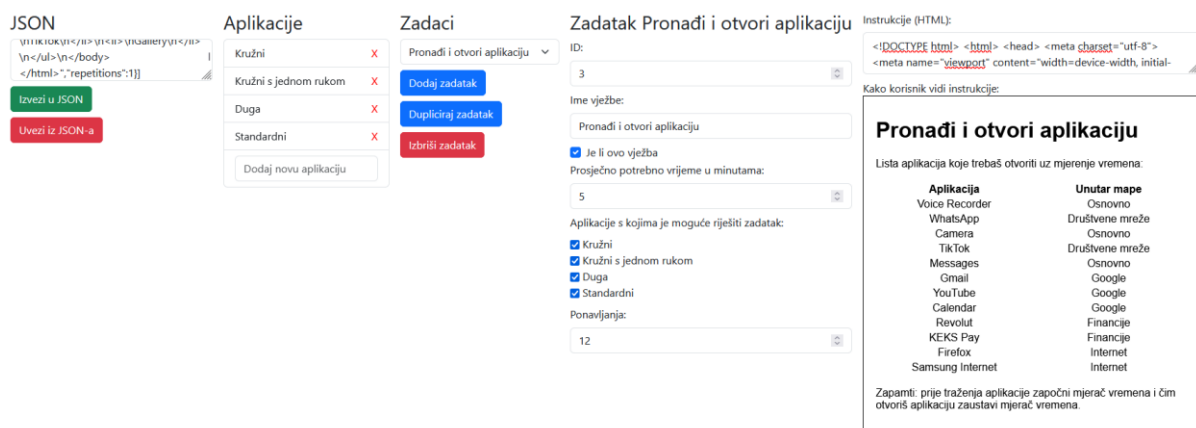 JSON
\nTikTok\n</li>\n<li>\nGallery\n</li>
\n</ul>\n</body>
</html>","repetitions":1}]
Izvezi u JSON
Uvezi iz JSON-a
Aplikacije
Kružni X
Kružni s jednom rukom X
Duga X
Standardni X
Dodaj novu aplikaciju
Zadaci
Pronađi i otvori aplikaciju
Dodaj zadatak
Dupliciraj zadatak
Izbriši zadatak
Zadatak Pronađi i otvori aplikaciju
ID:
3
Ime vježbe:
Pronađi i otvori aplikaciju
Je li ovo vježba
Prosječno potrebno vrijeme u minutama:
5
Aplikacije s kojima je moguće riješiti zadatak:
Kružni
Kružni s jednom rukom
Duga
Standardni
Ponavljanja:
12
Instrukcije (HTML):
<!DOCTYPE html> <html> <head> <meta charset="utf-8">
<meta name="viewport" content="width=device-width, initial-
Kako korisnik vidi instrukcije:
Pronađi i otvori aplikaciju
Lista aplikacija koje trebaš otvoriti uz mjerenje vremena:
Aplikacija Unutar mape
Voice Recorder Osnovno
WhatsApp Društvene mreže
Camera Osnovno
TikTok Društvene mreže
Messages Osnovno
Gmail Google
YouTube Google
Calendar Google
Revolut Financije
KEKS Pay Financije
Firefox Internet
Samsung Internet Internet
Zapamti: prije traženja aplikacije započni mjerač vremena i čim
otvoriš aplikaciju zaustavi mjerač vremena.